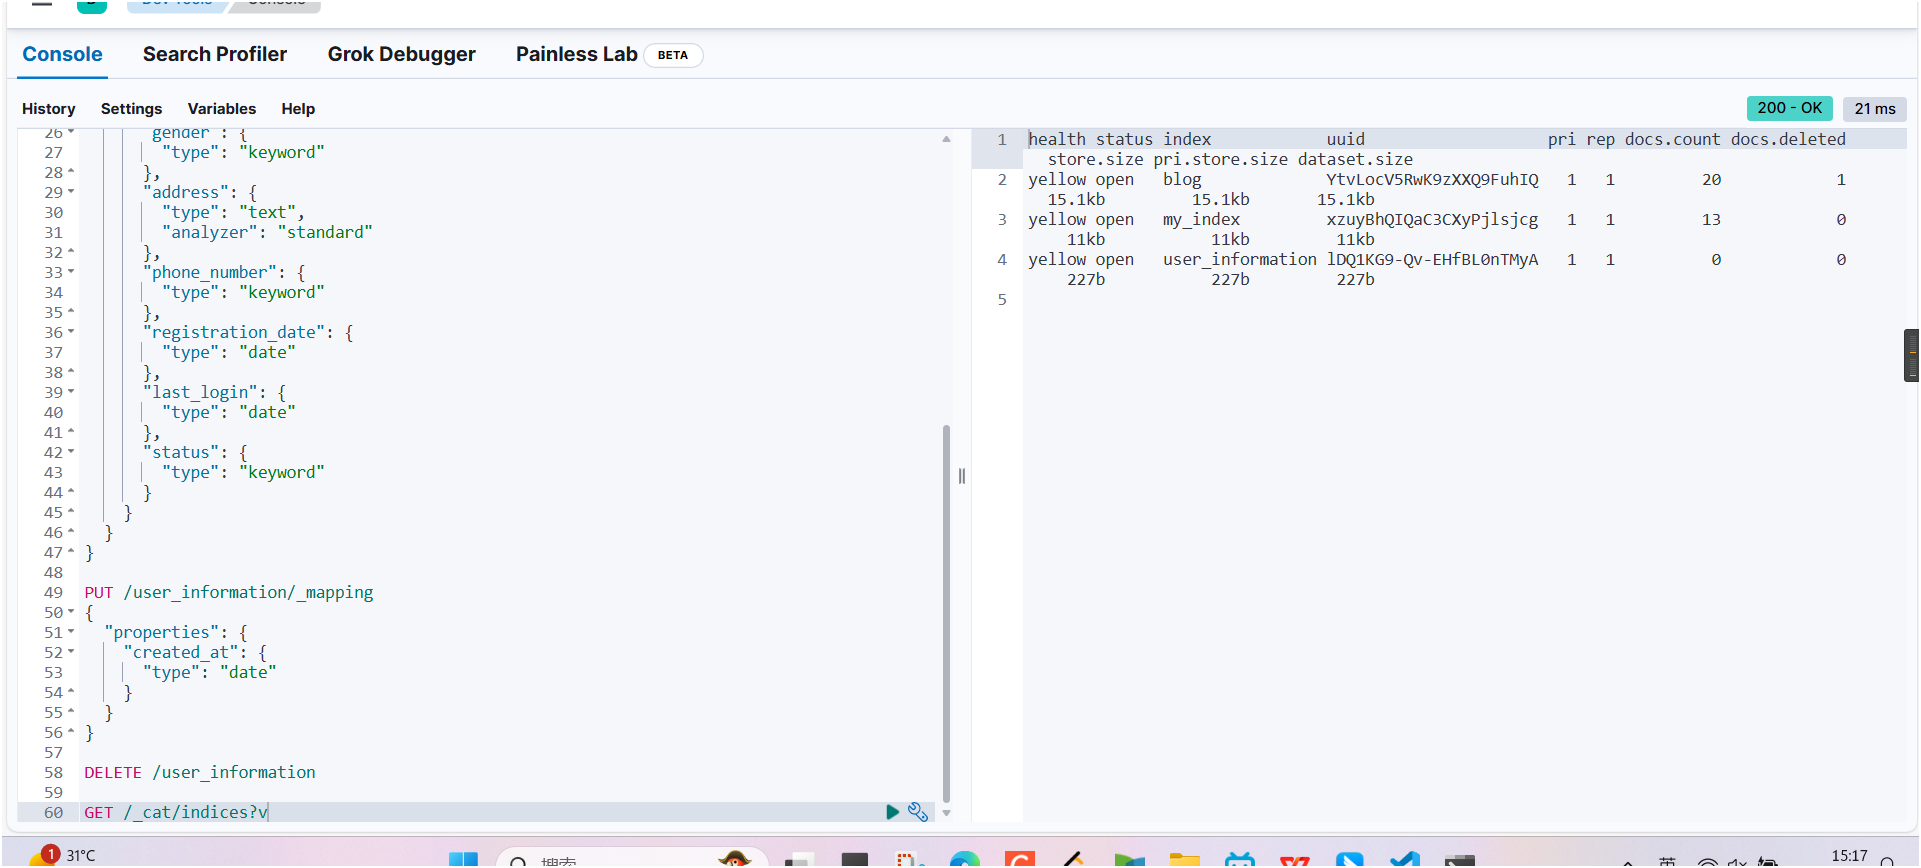 Dev Tools Console
Console Search Profiler Grok Debugger Painless Lab BETA
History Settings Variables Help
200 - OK 21 ms
26 gender": {
27 "type": "keyword"
28 },
29 "address": {
30 "type": "text",
31 "analyzer": "standard"
32 },
33 "phone_number": {
34 "type": "keyword"
35 },
36 "registration_date": {
37 "type": "date"
38 },
39 "last_login": {
40 "type": "date"
41 },
42 "status": {
43 "type": "keyword"
44 }
45 }
46 }
47 }
48
49 PUT /user_information/_mapping
50 {
51 "properties": {
52 "created_at": {
53 "type": "date"
54 }
55 }
56 }
57
58 DELETE /user_information
59
60 GET /_cat/indices?v
1 health status index uuid pri rep docs.count docs.deleted
store.size pri.store.size dataset.size
2 yellow open blog YtvLocV5RwK9zXXQ9FuhIQ 1 1 20 1
15.1kb 15.1kb 15.1kb
3 yellow open my_index xzuyBhQIQaC3CXyPjlsjcg 1 1 13 0
11kb 11kb 11kb
4 yellow open user_information lDQ1KG9-Qv-EHfBL0nTMyA 1 1 0 0
227b 227b 227b
5
1 31°C
搜索
英
15:17